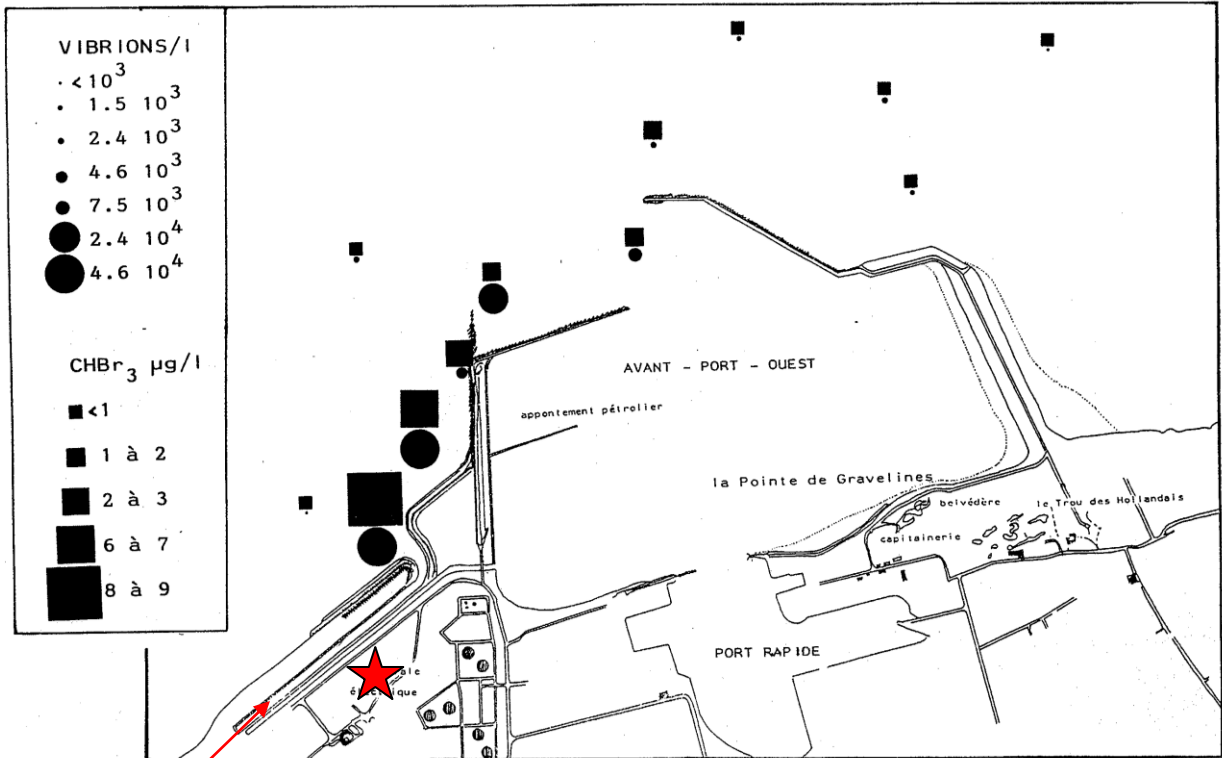 VIBRIONS/l
<10³
1.5 10³
2.4 10³
4.6 10³
7.5 10³
2.4 10⁴
4.6 10⁴
CHBr₃ µg/l
<1
1 à 2
2 à 3
6 à 7
8 à 9
AVANT - PORT - OUEST
appontement pétrolier
la Pointe de Gravelines
belvédère
le Trou des Hollandais
capitainerie
PORT RAPIDE